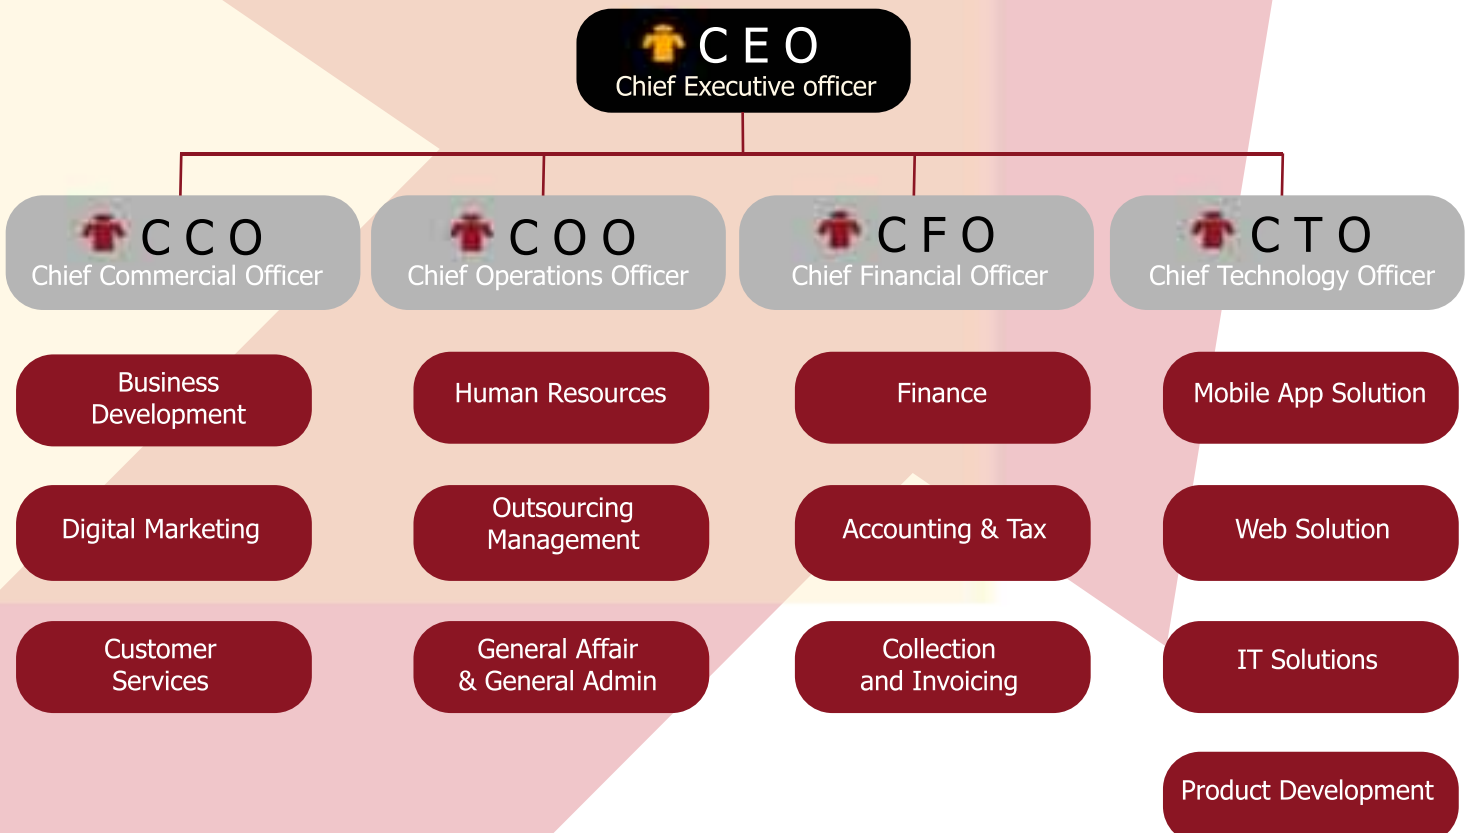 C E O
Chief Executive officer
C C O
Chief Commercial Officer
C O O
Chief Operations Officer
C F O
Chief Financial Officer
C T O
Chief Technology Officer
Business
Development
Human Resources
Finance
Mobile App Solution
Digital Marketing
Outsourcing
Management
Accounting & Tax
Web Solution
Customer
Services
General Affair
& General Admin
Collection
and Invoicing
IT Solutions
Product Development